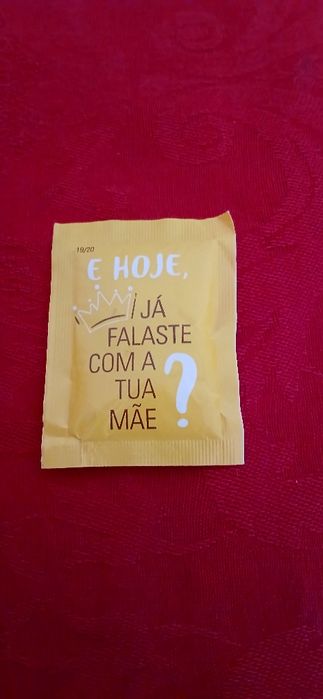 19/20
E HOJE,
JÁ
FALASTE
COM A
TUA
MÃE ?